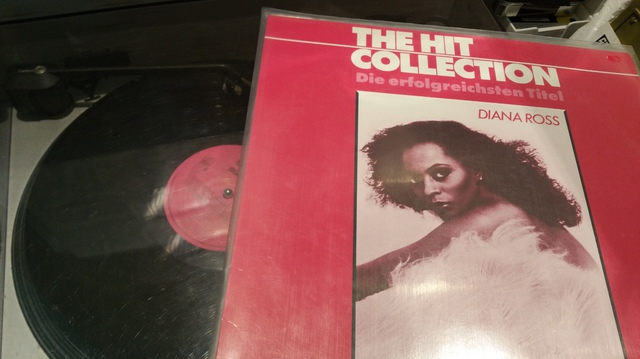 THE HIT
COLLECTION
Die erfolgreichsten Titel
DIANA ROSS